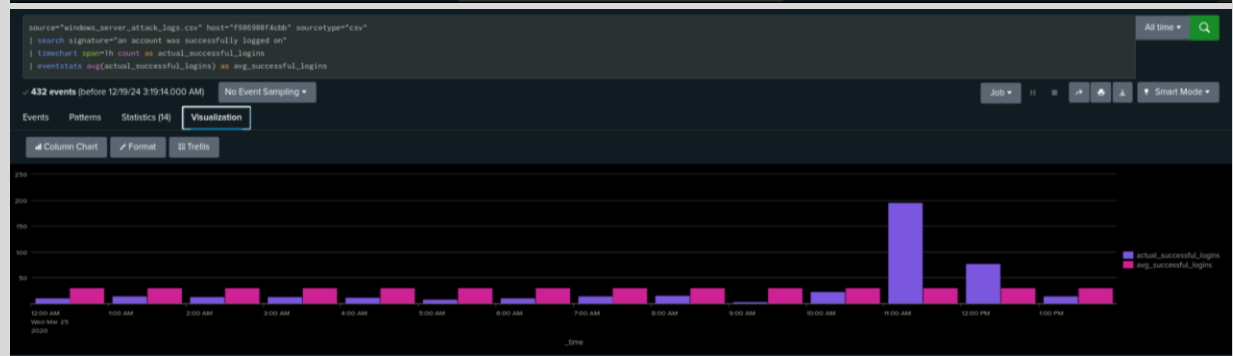 source="windows_server_attack_logs.csv" host="f986908f4cbb" sourcetype="csv"
| search signature="an account was successfully logged on"
| timechart span=1h count as actual_successful_logins
| eventstats avg(actual_successful_logins) as avg_successful_logins
All time
432 events (before 12/19/24 3:19:14.000 AM) No Event Sampling
Job Smart Mode
Events Patterns Statistics (14) Visualization
Column Chart Format Trellis
250
200
150
100
50
actual_successful_logins
avg_successful_logins
12:00 AM 1:00 AM 2:00 AM 3:00 AM 4:00 AM 5:00 AM 6:00 AM 7:00 AM 8:00 AM 9:00 AM 10:00 AM 11:00 AM 12:00 PM 1:00 PM
Wed Mar 25
2020
_time